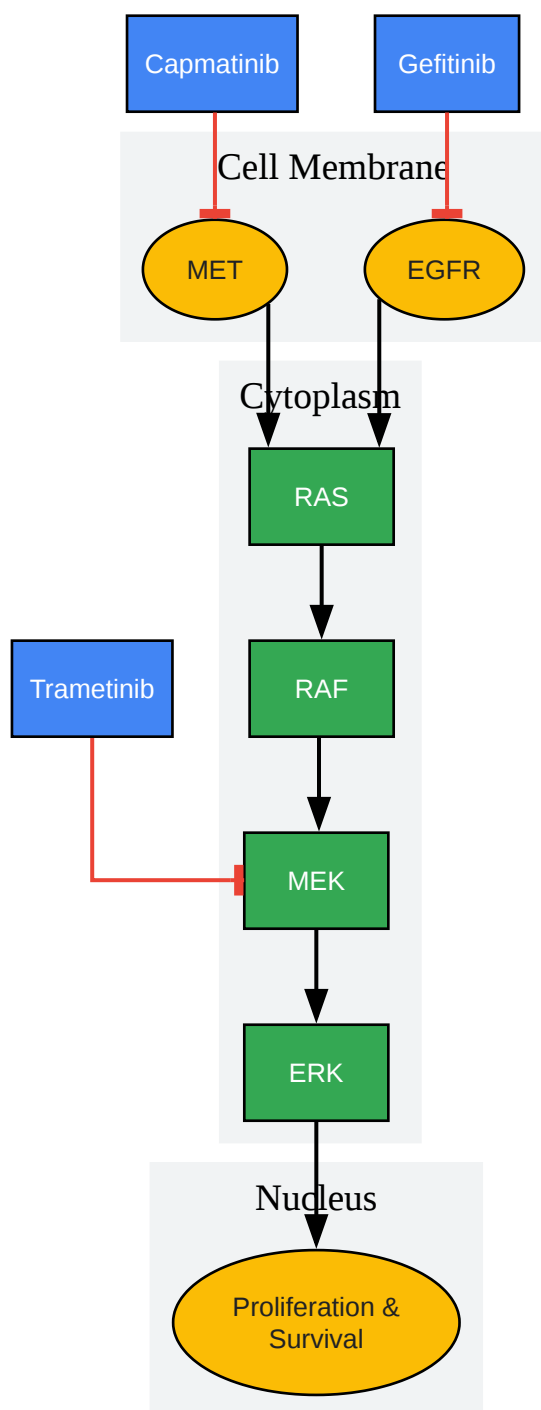 Capmatinib
Gefitinib
Cell Membrane
MET
EGFR
Cytoplasm
RAS
Trametinib
RAF
MEK
ERK
Nucleus
Proliferation &
Survival